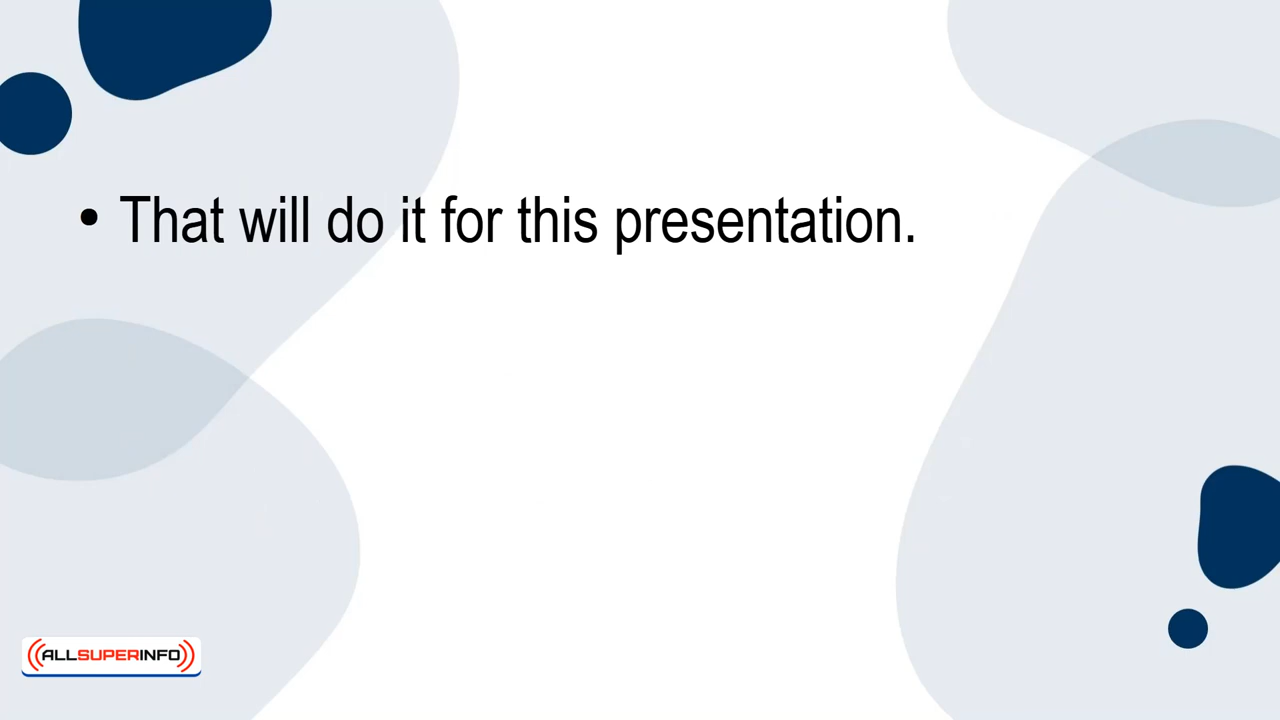 • That will do it for this presentation.
((ALLSUPERINFO))